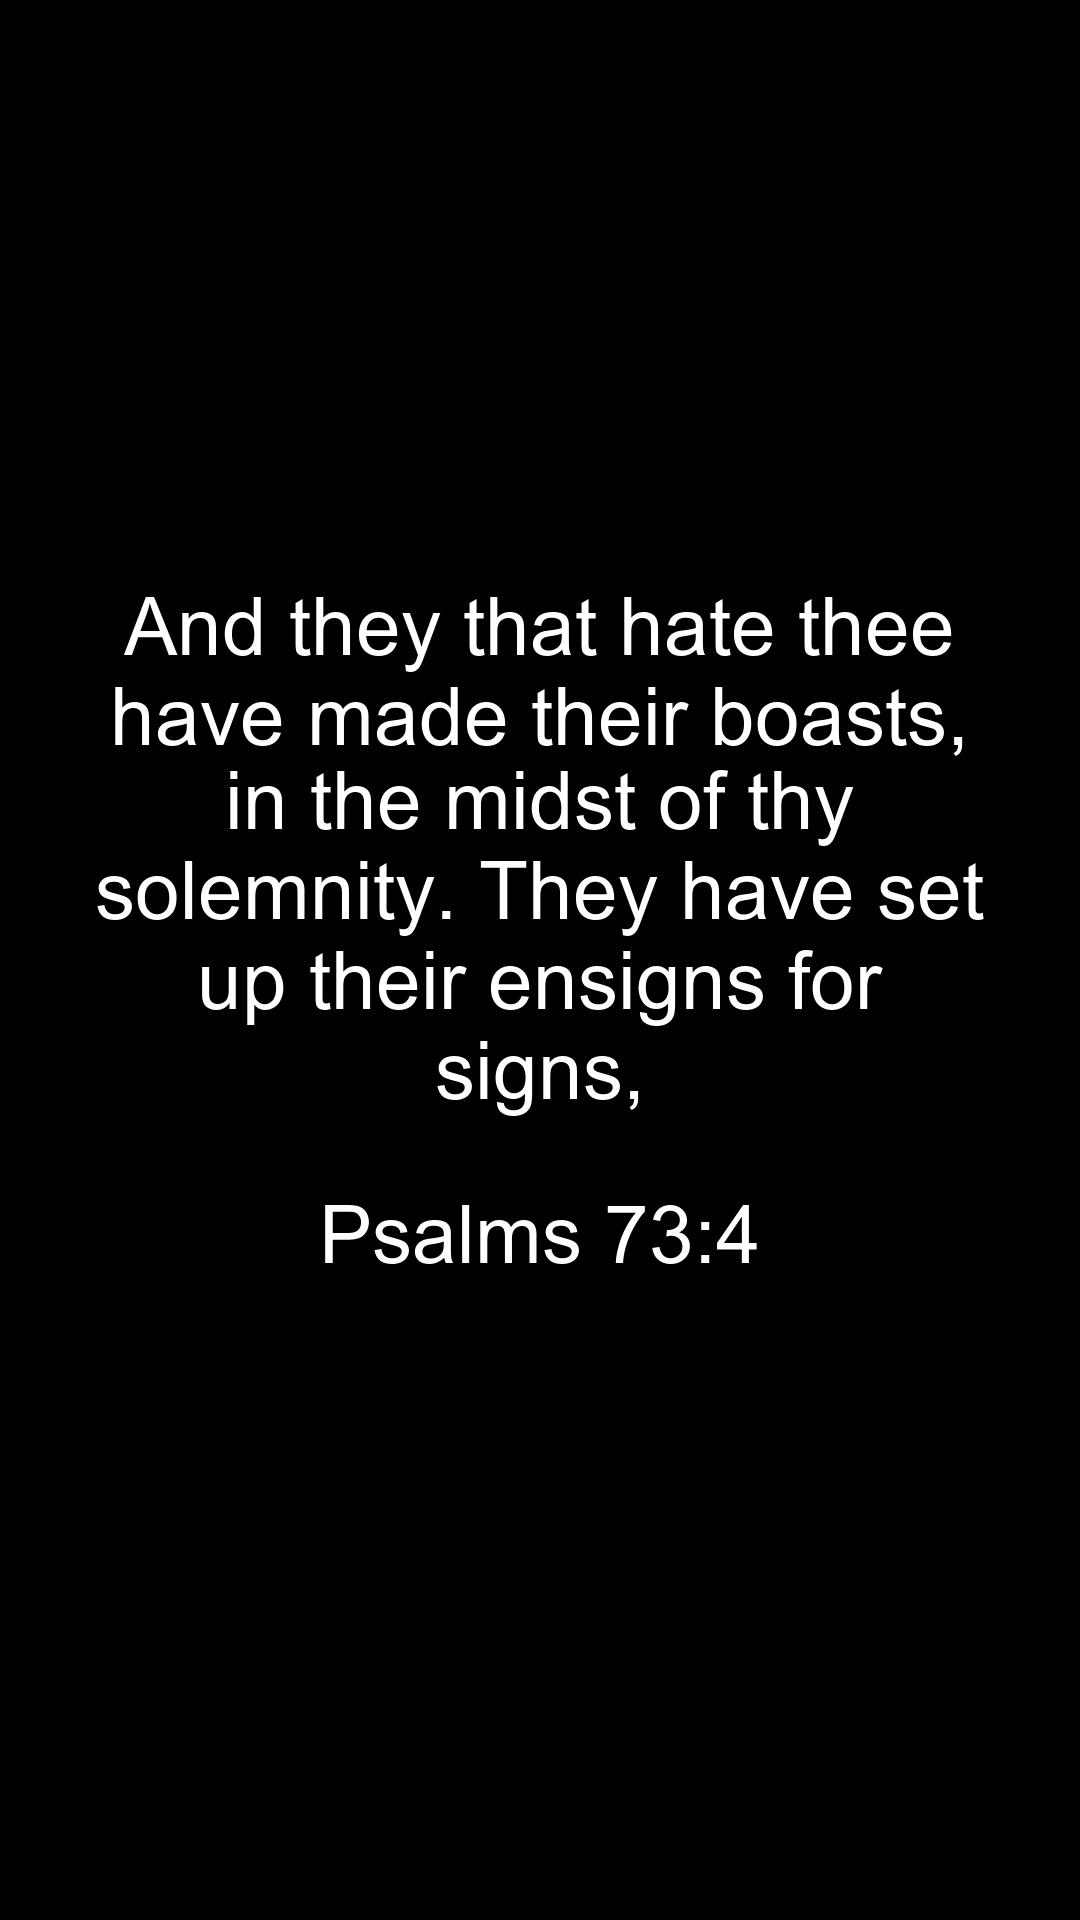 And they that hate thee
have made their boasts,
in the midst of thy
solemnity. They have set
up their ensigns for
signs,
Psalms 73:4